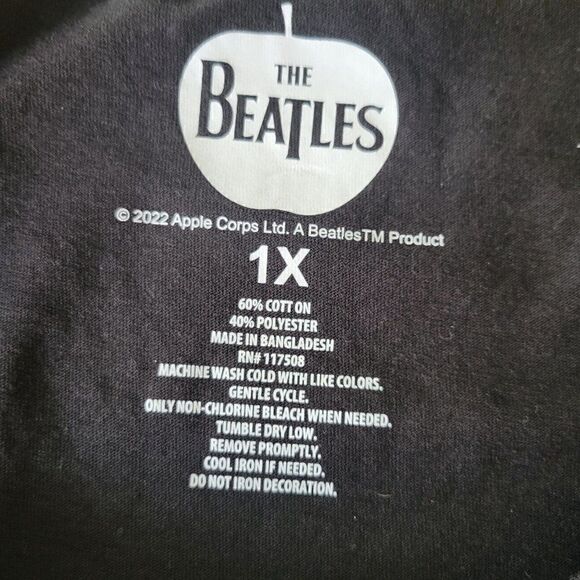 THE
BEATLES
© 2022 Apple Corps Ltd. A BeatlesTM Product
1X
60% COTT ON
40% POLYESTER
MADE IN BANGLADESH
RN# 117508
MACHINE WASH COLD WITH LIKE COLORS.
GENTLE CYCLE.
ONLY NON-CHLORINE BLEACH WHEN NEEDED.
TUMBLE DRY LOW.
REMOVE PROMPTLY.
COOL IRON IF NEEDED.
DO NOT IRON DECORATION.